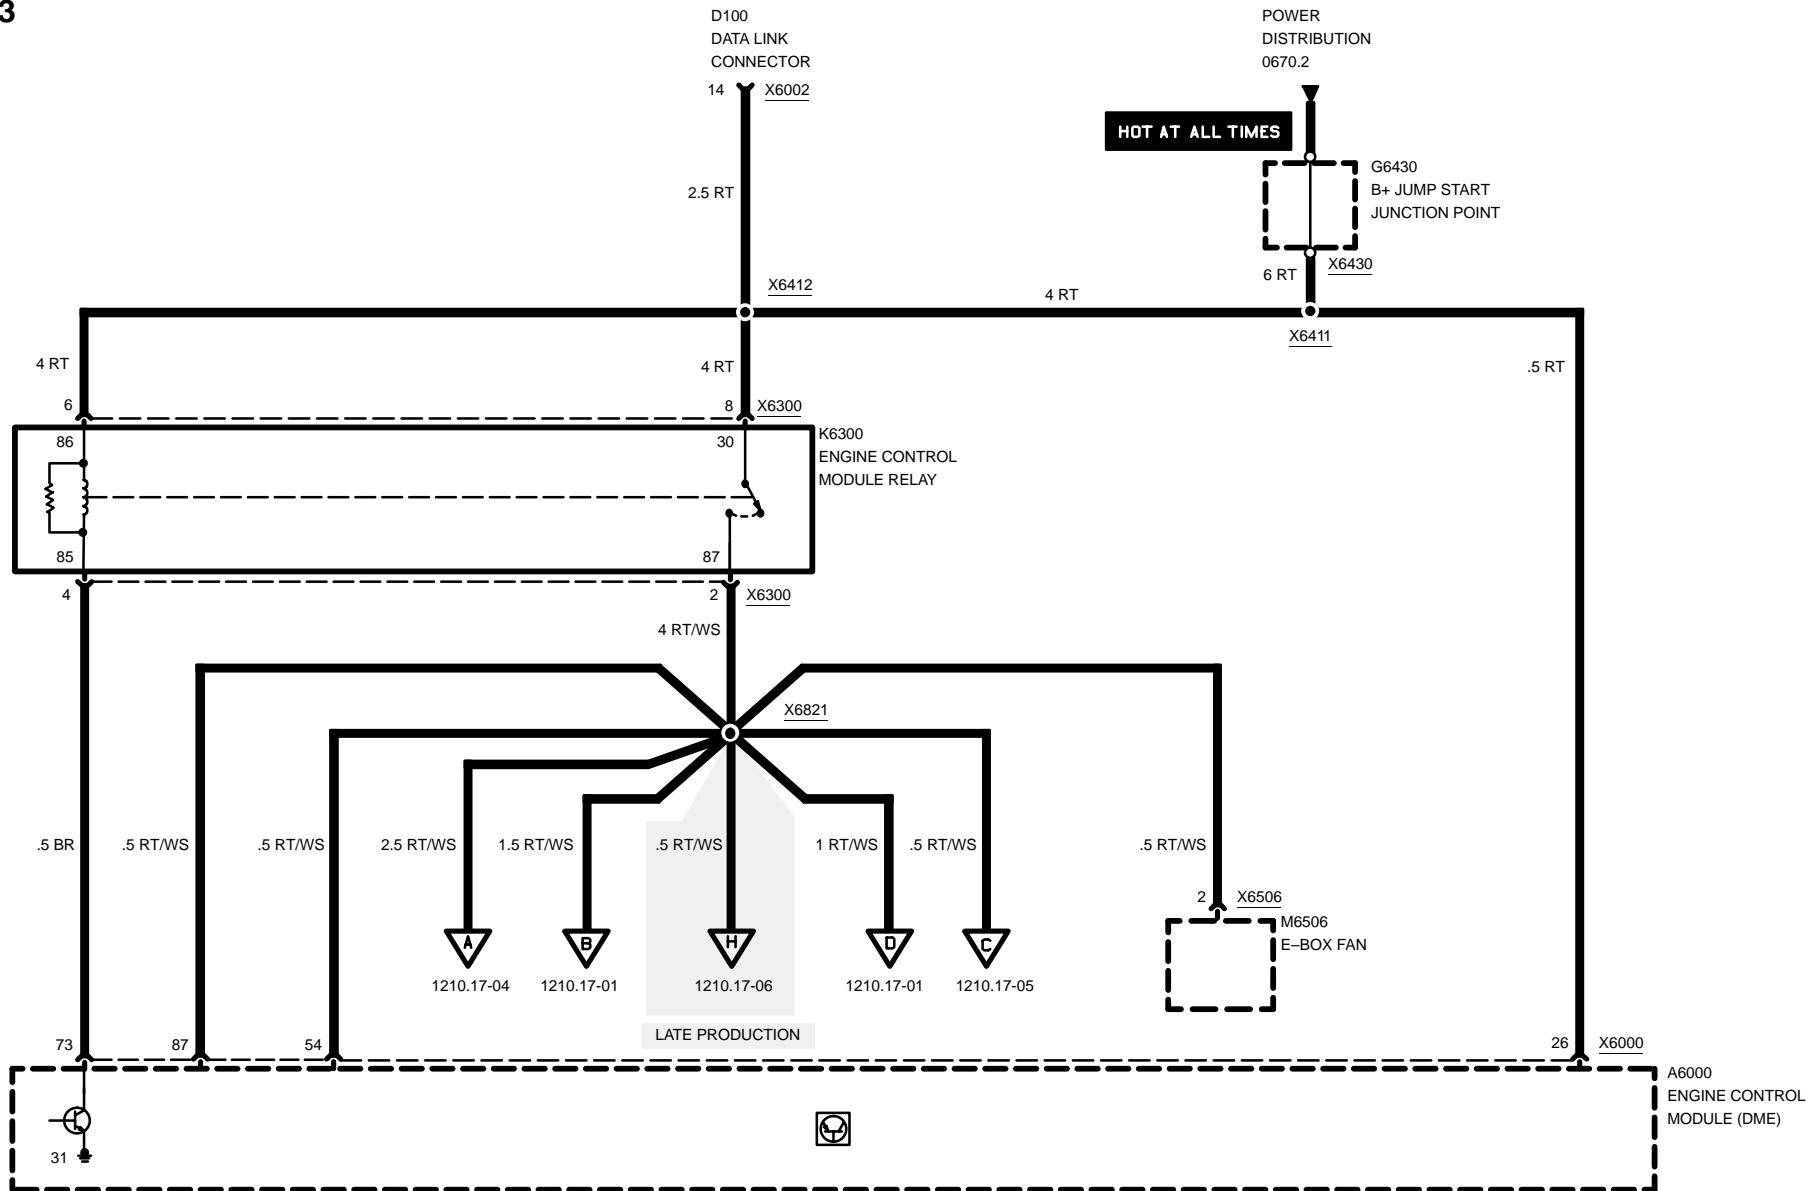 3
D100
DATA LINK
CONNECTOR
14 X6002
POWER
DISTRIBUTION
0670.2
HOT AT ALL TIMES
G6430
B+ JUMP START
JUNCTION POINT
2.5 RT
6 RT X6430
X6412
4 RT
X6411
4 RT
4 RT
.5 RT
6
8 X6300
86
30
K6300
ENGINE CONTROL
MODULE RELAY
85
87
4
2 X6300
4 RT/WS
X6821
.5 BR
.5 RT/WS
.5 RT/WS
2.5 RT/WS
1.5 RT/WS
.5 RT/WS
1 RT/WS
.5 RT/WS
.5 RT/WS
2 X6506
M6506
E–BOX FAN
A
B
H
D
C
1210.17-04
1210.17-01
1210.17-06
1210.17-01
1210.17-05
LATE PRODUCTION
73
87
54
26 X6000
A6000
ENGINE CONTROL
MODULE (DME)
31